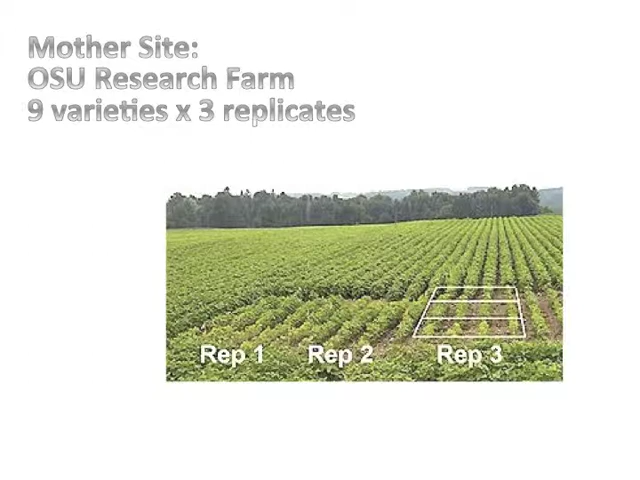 Mother Site:
OSU Research Farm
9 varieties x 3 replicates
Rep 1 Rep 2 Rep 3